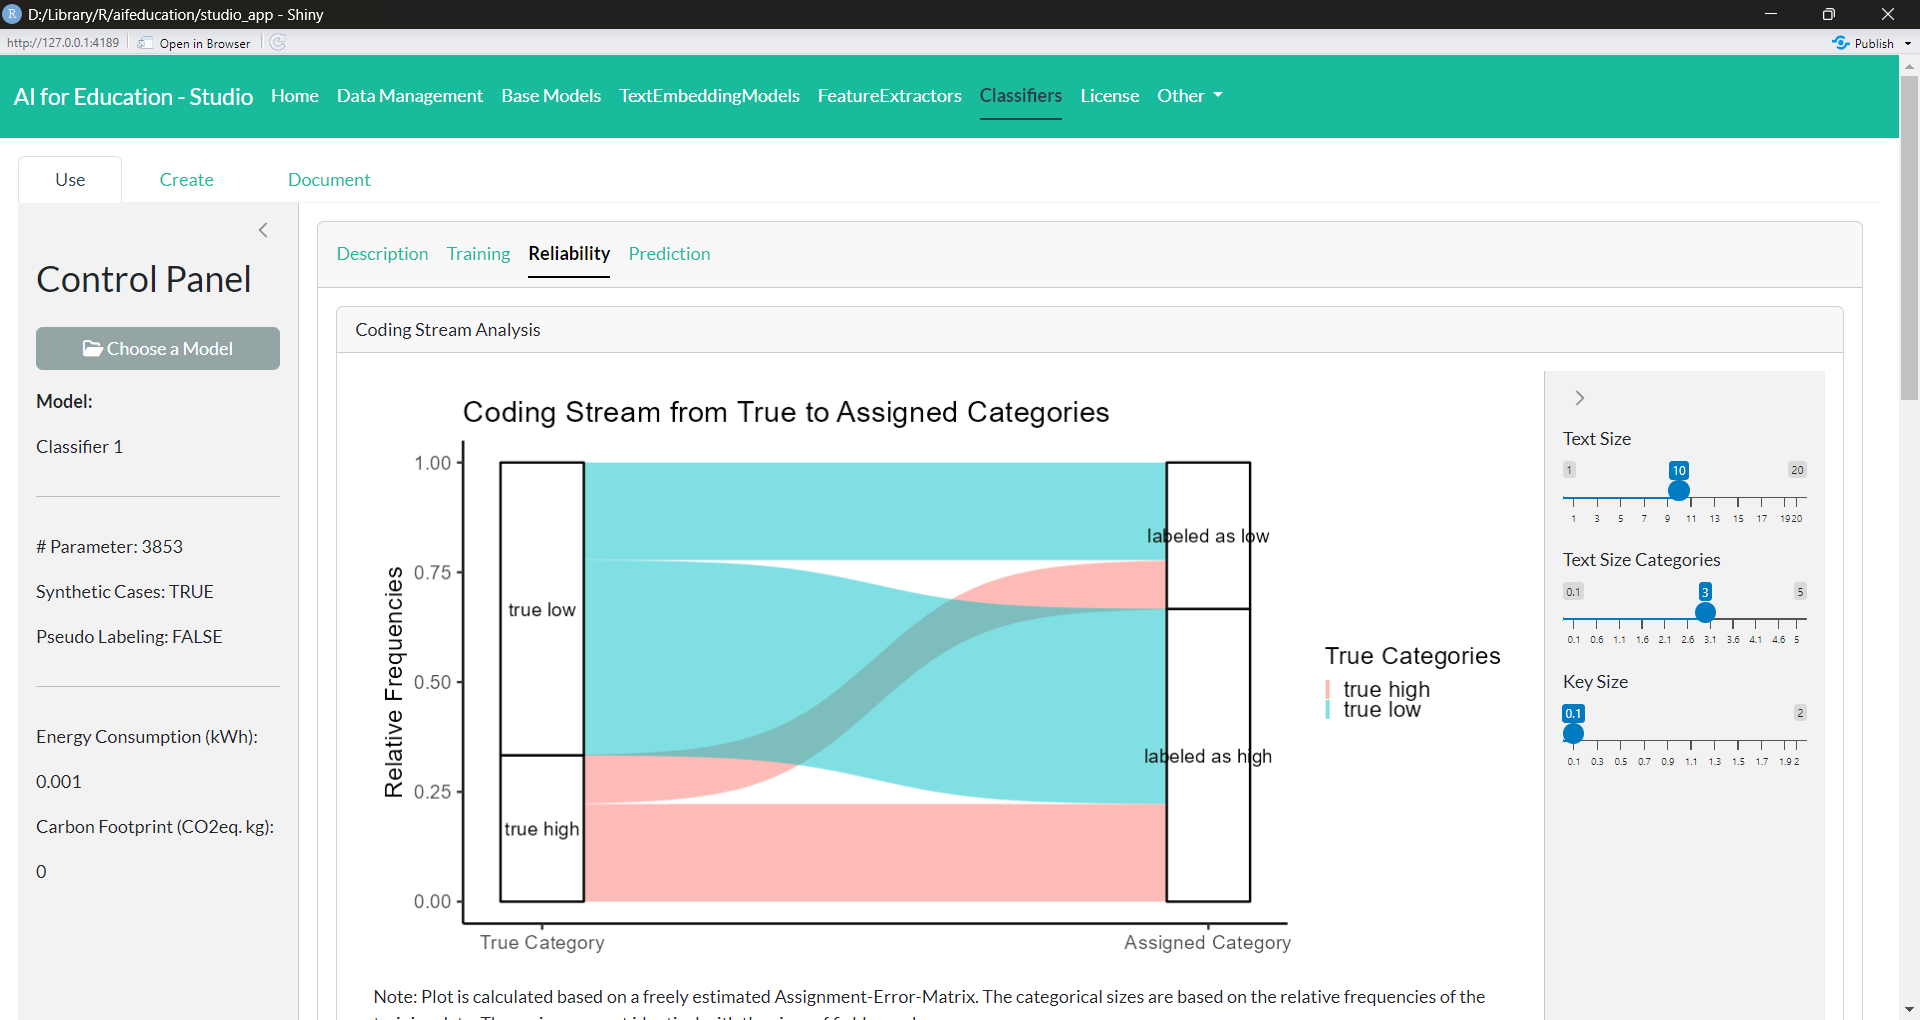 D:/Library/R/aifeducation/studio_app - Shiny
http://127.0.0.1:4189 Open in Browser Publish
AI for Education - Studio Home Data Management Base Models TextEmbeddingModels FeatureExtractors Classifiers License Other
Use Create Document
Control Panel
Choose a Model
Model:
Classifier 1
# Parameter: 3853
Synthetic Cases: TRUE
Pseudo Labeling: FALSE
Energy Consumption (kWh):
0.001
Carbon Footprint (CO2eq. kg):
0
Description Training Reliability Prediction
Coding Stream Analysis
Coding Stream from True to Assigned Categories
Relative Frequencies
1.00
0.75
0.50
0.25
0.00
true low
true high
labeled as low
labeled as high
True Category Assigned Category
True Categories
true high
true low
Text Size
1 10 20
1 3 5 7 9 11 13 15 17 19 20
Text Size Categories
0.1 3 5
0.1 0.6 1.1 1.6 2.1 2.6 3.1 3.6 4.1 4.6 5
Key Size
0.1 2
0.1 0.3 0.5 0.7 0.9 1.1 1.3 1.5 1.7 1.9 2
Note: Plot is calculated based on a freely estimated Assignment-Error-Matrix. The categorical sizes are based on the relative frequencies of the